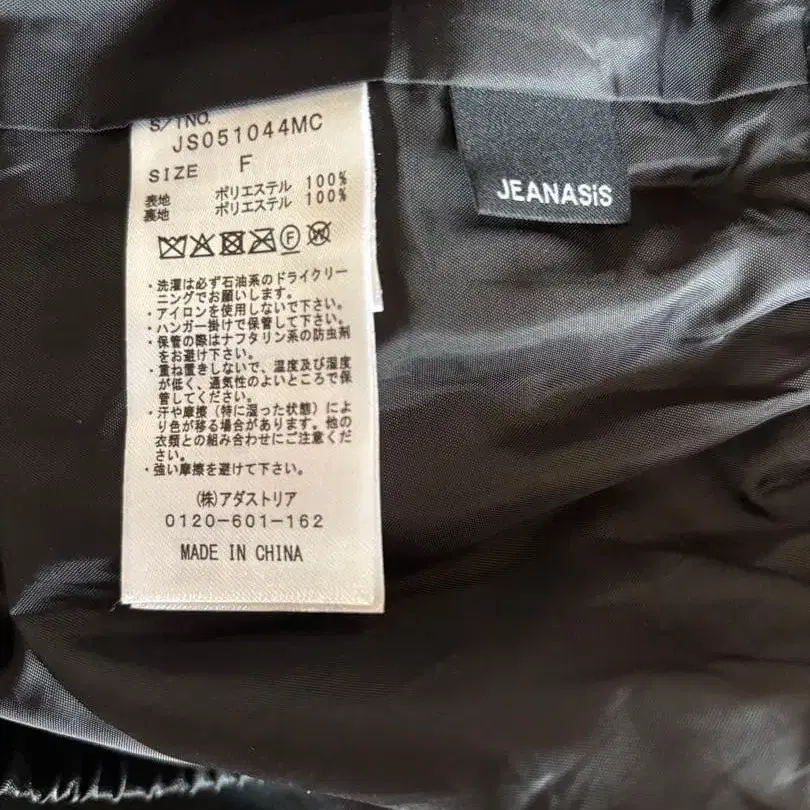 S/TNO.
JS051044MC
SIZE F
表地 ポリエステル 100%
裏地 ポリエステル 100%
F W
・洗濯は必ず石油系のドライクリー
ニングでお願いします。
・アイロンを使用しないで下さい。
・ハンガー掛けで保管して下さい。
・保管の際はナフタリン系の防虫剤
をお避け下さい。
・重ね置きしないで、温度及び湿度
が低く、通気性のよいところで保
管してください。
・汗や摩擦（特に湿った状態）によ
り色が移る場合があります。他の
衣類との組み合わせにご注意くだ
さい。
・強い摩擦を避けて下さい。
(株)アダストリア
0120-601-162
MADE IN CHINA
JEANASiS